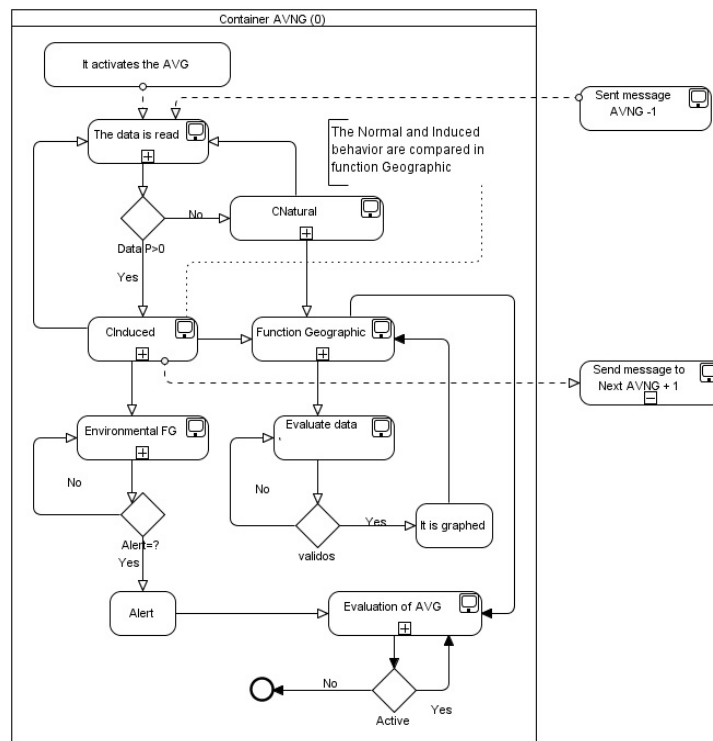 Container AVNG (0)
It activates the AVG
Sent message
AVNG -1
The data is read
The Normal and Induced
behavior are compared in
function Geographic
No
CNatural
Data P>0
Yes
CInduced
Function Geographic
Send message to
Next AVNG + 1
Environmental FG
Evaluate data
No
No
Yes
It is graphed
Alert=?
validos
Yes
Alert
Evaluation of AVG
No
Yes
Active